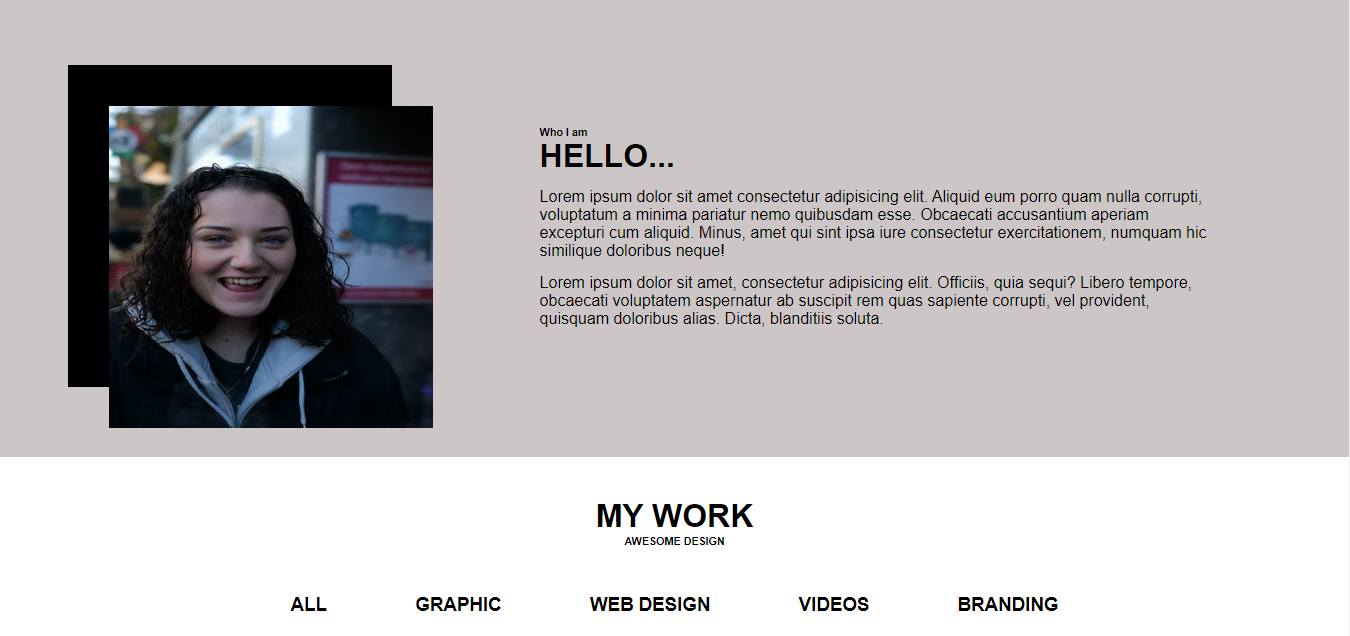 Who I am
HELLO...
Lorem ipsum dolor sit amet consectetur adipisicing elit. Aliquid eum porro quam nulla corrupti,
voluptatum a minima pariatur nemo quibusdam esse. Obcaecati accusantium aperiam
excepturi cum aliquid. Minus, amet qui sint ipsa iure consectetur exercitationem, numquam hic
similique doloribus neque!
Lorem ipsum dolor sit amet, consectetur adipisicing elit. Officiis, quia sequi? Libero tempore,
obcaecati voluptatem aspernatur ab suscipit rem quas sapiente corrupti, vel provident,
quisquam doloribus alias. Dicta, blanditiis soluta.
MY WORK
AWESOME DESIGN
ALL GRAPHIC WEB DESIGN VIDEOS BRANDING